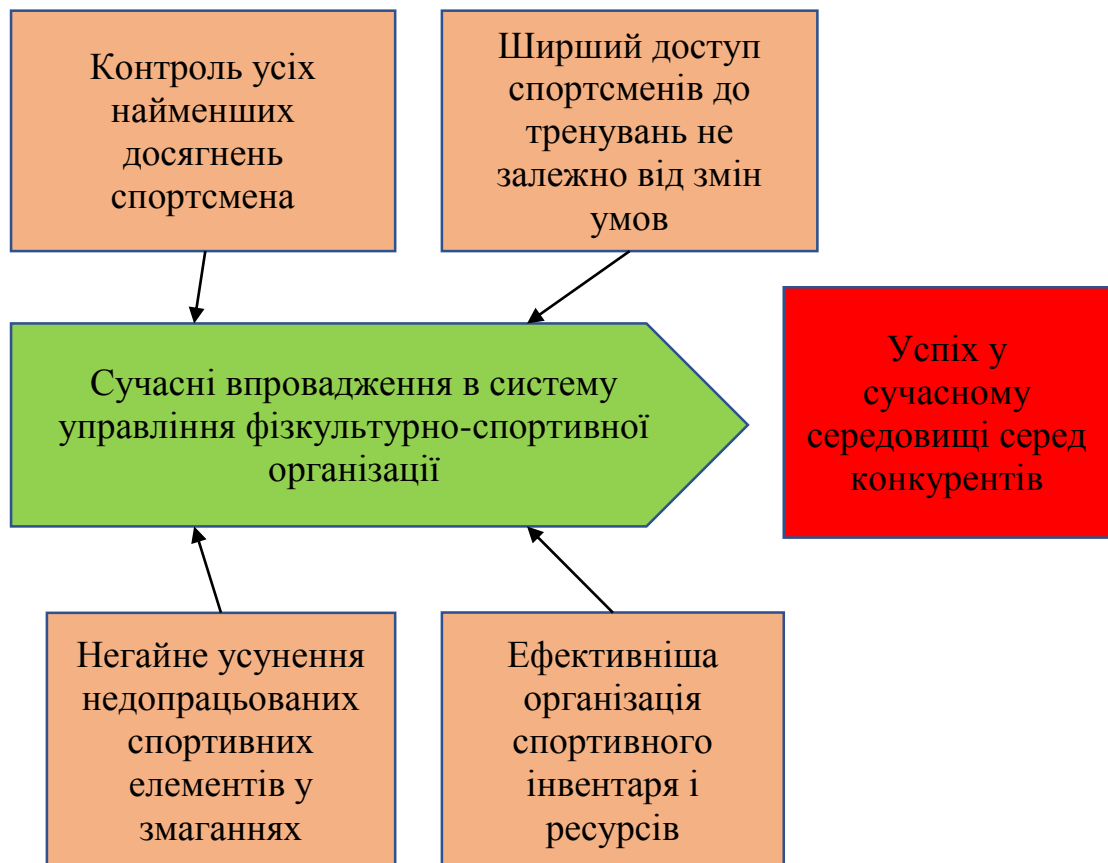 Контроль усіх
найменших
досягнень
спортсмена
Ширший доступ
спортсменів до
тренувань не
залежно від змін
умов
Сучасні впровадження в систему
управління фізкультурно-спортивної
організації
Успіх у
сучасному
середовищі серед
конкурентів
Негайне усунення
недопрацьованих
спортивних
елементів у
змаганнях
Ефективніша
організація
спортивного
інвентаря і
ресурсів